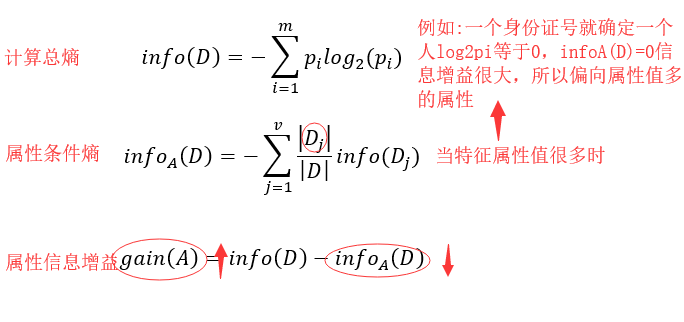 计算总熵 info(D) = −∑_{i=1}^{m} p_i log_2(p_i)
例如:一个身份证号就确定一个
人log2pi等于0，infoA(D)=0信
息增益很大，所以偏向属性值多
的属性
属性条件熵 info_A(D) = −∑_{j=1}^{v} |D_j|/|D| info(D_j)
当特征属性值很多时
属性信息增益 gain(A) = info(D) − info_A(D)